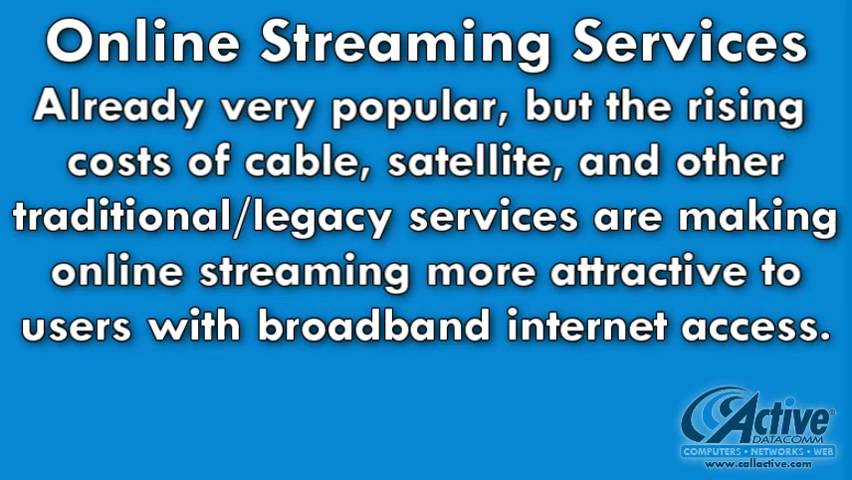 Online Streaming Services
Already very popular, but the rising
costs of cable, satellite, and other
traditional/legacy services are making
online streaming more attractive to
users with broadband internet access.
Active®
DATACOMM
COMPUTERS • NETWORKS • WEB
www.callactive.com